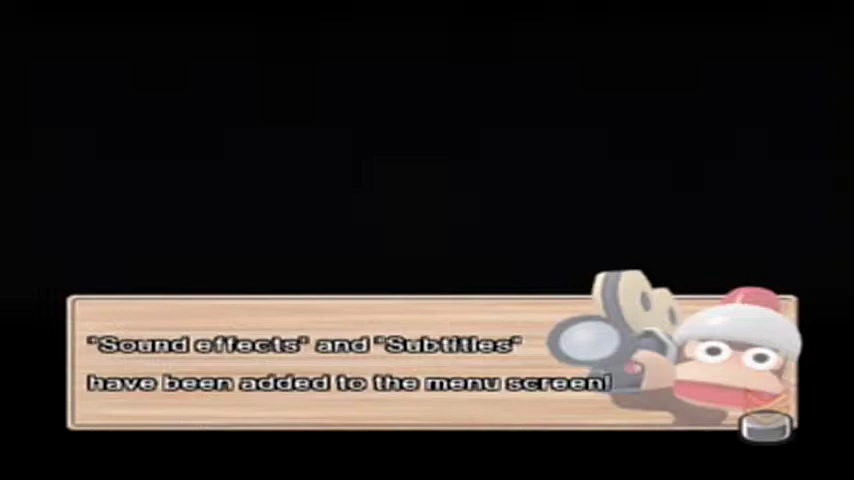 "Sound effects" and "Subtitles"
have been added to the menu screen!